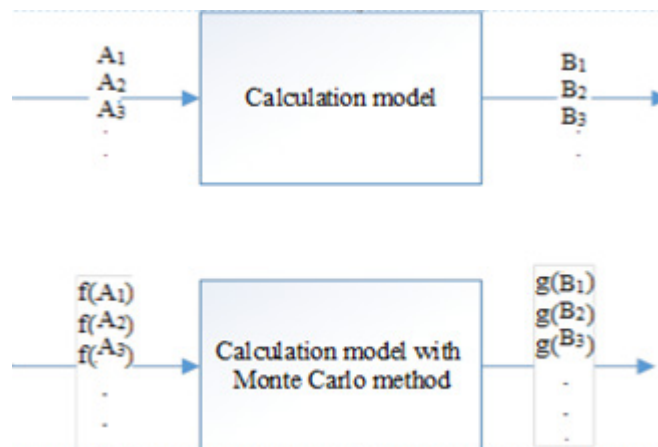 A1
A2
A3
.
.
Calculation model
B1
B2
B3
.
.
f(A1)
f(A2)
f(A3)
.
.
Calculation model with
Monte Carlo method
g(B1)
g(B2)
g(B3)
.
.
.